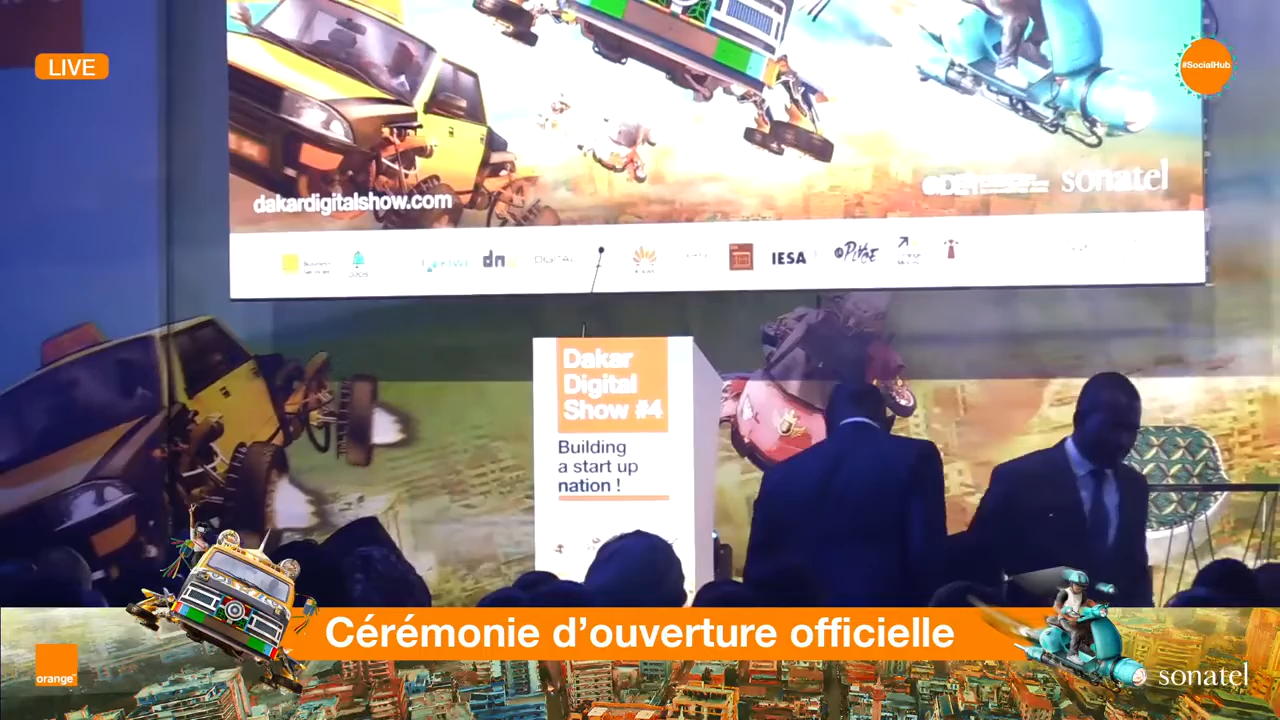 LIVE
#SocialHub
dakardigitalshow.com
sonatel
DIGITAL
IESA
Dakar
Digital
Show #4
Building
a start up
nation !
Cérémonie d'ouverture officielle
orange
sonatel